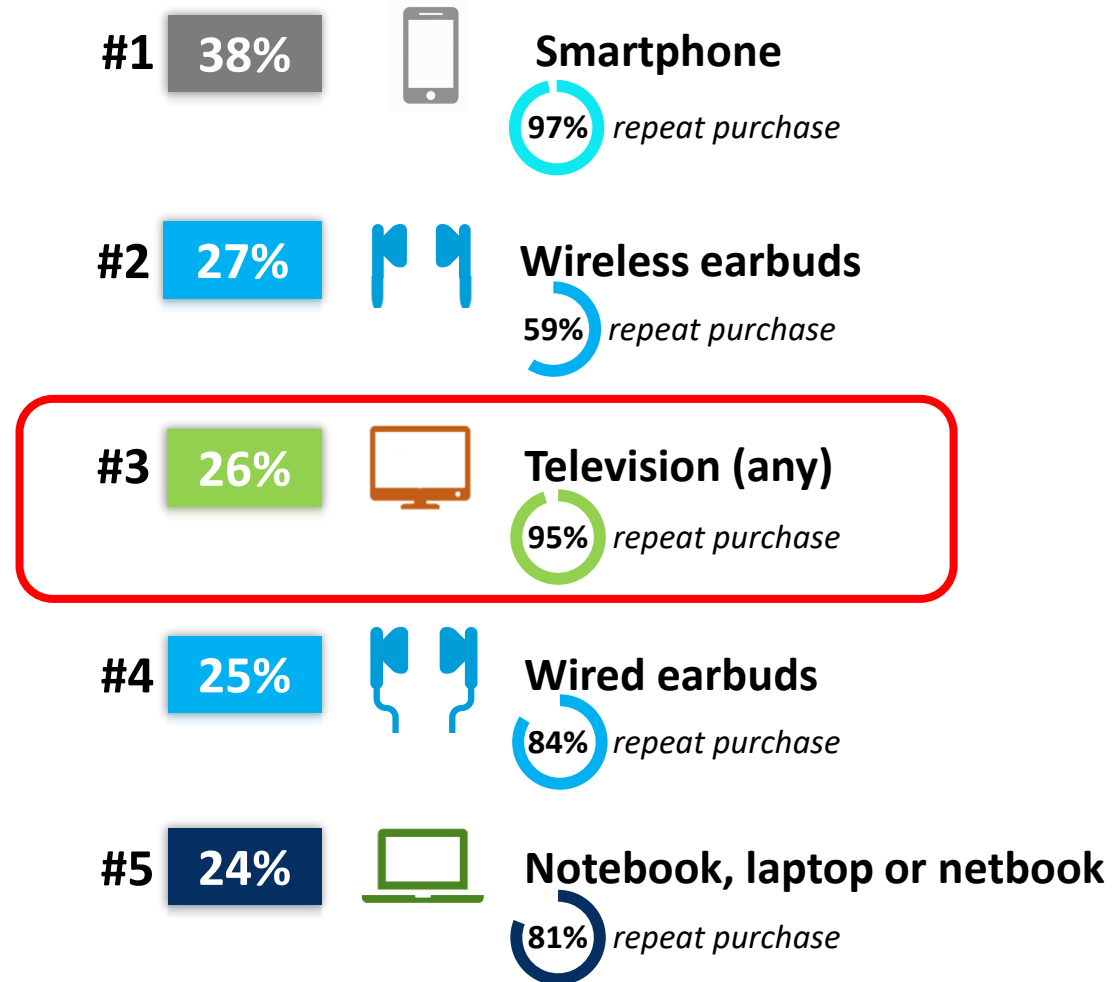 #1 38% Smartphone
97% repeat purchase
#2 27% Wireless earbuds
59% repeat purchase
#3 26% Television (any)
95% repeat purchase
#4 25% Wired earbuds
84% repeat purchase
#5 24% Notebook, laptop or netbook
81% repeat purchase